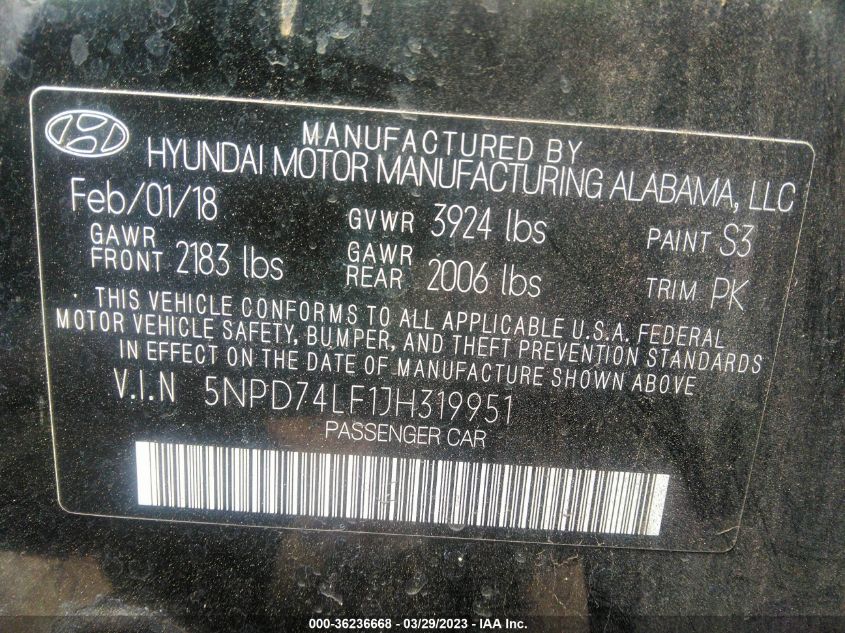 MANUFACTURED BY
HYUNDAI MOTOR MANUFACTURING ALABAMA, LLC
Feb/01/18 GVWR 3924 lbs PAINT S3
GAWR FRONT 2183 lbs GAWR REAR 2006 lbs TRIM PK
THIS VEHICLE CONFORMS TO ALL APPLICABLE U.S.A. FEDERAL
MOTOR VEHICLE SAFETY, BUMPER, AND THEFT PREVENTION STANDARDS
IN EFFECT ON THE DATE OF MANUFACTURE SHOWN ABOVE
V.I.N 5NPD74LF1JH319951
PASSENGER CAR
000-36236668 - 03/29/2023 - IAA Inc.